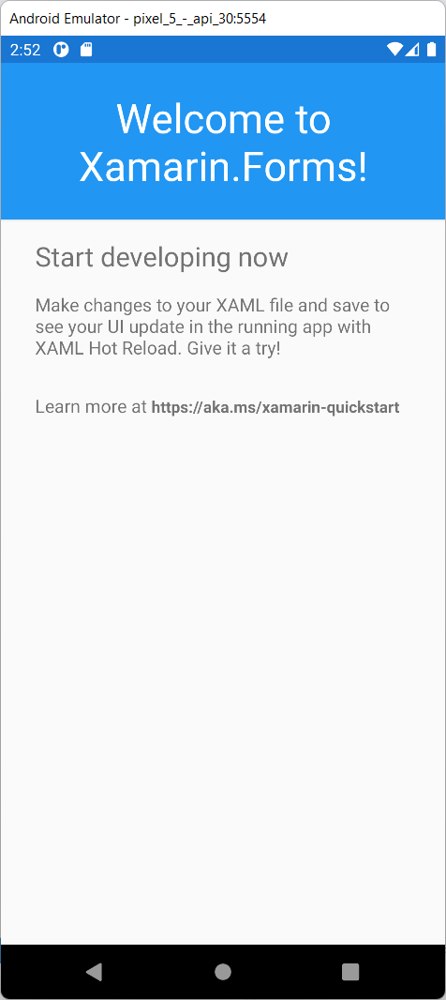 Android Emulator - pixel_5_-_api_30:5554
2:52
Welcome to
Xamarin.Forms!
Start developing now
Make changes to your XAML file and save to
see your UI update in the running app with
XAML Hot Reload. Give it a try!
Learn more at https://aka.ms/xamarin-quickstart